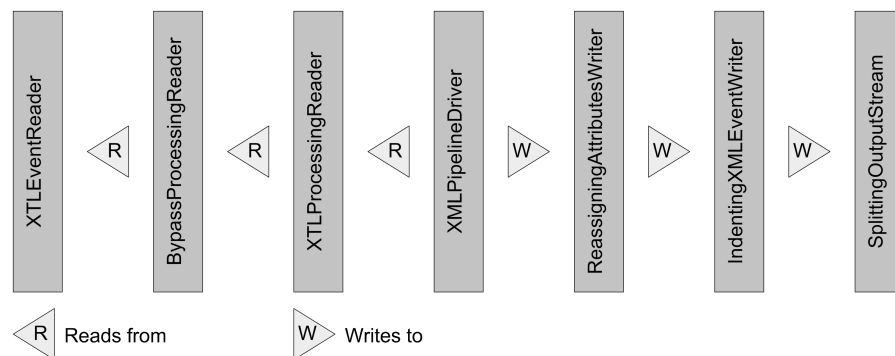 XTLEventReader
R
BypassProcessingReader
R
XTLProcessingReader
R
XMLPipelineDriver
W
ReassigningAttributesWriter
W
IndentingXMLEventWriter
W
SplittingOutputStream
R Reads from
W Writes to